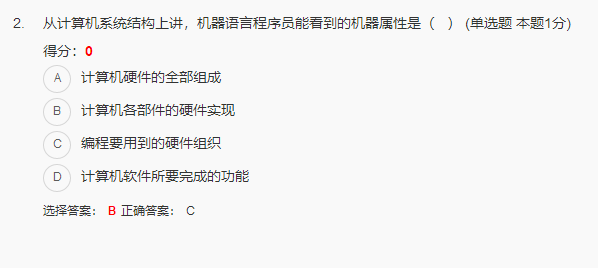 2. 从计算机系统结构上讲，机器语言程序员能看到的机器属性是（ ） (单选题 本题1分)
得分：0
A 计算机硬件的全部组成
B 计算机各部件的硬件实现
C 编程要用到的硬件组织
D 计算机软件所要完成的功能
选择答案： B 正确答案： C